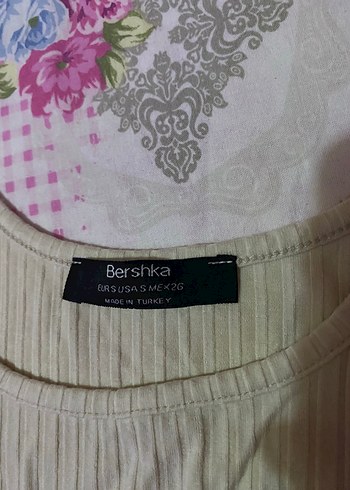 Bershka
EUR S USA S MEX 26
MADE IN TURKEY